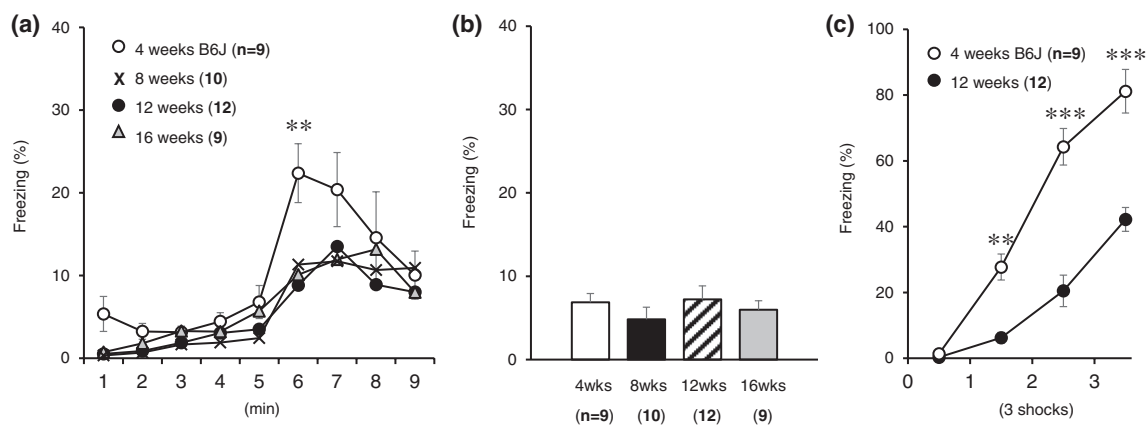 (a)
40
30
20
10
0
Freezing (%)
4 weeks B6J (n=9)
8 weeks (10)
12 weeks (12)
16 weeks (9)
**
1 2 3 4 5 6 7 8 9
(min)
(b)
40
30
20
10
0
Freezing (%)
4wks 8wks 12wks 16wks
(n=9) (10) (12) (9)
(c)
100
80
60
40
20
0
Freezing (%)
4 weeks B6J (n=9)
12 weeks (12)
**
***
***
0 1 2 3
(3 shocks)